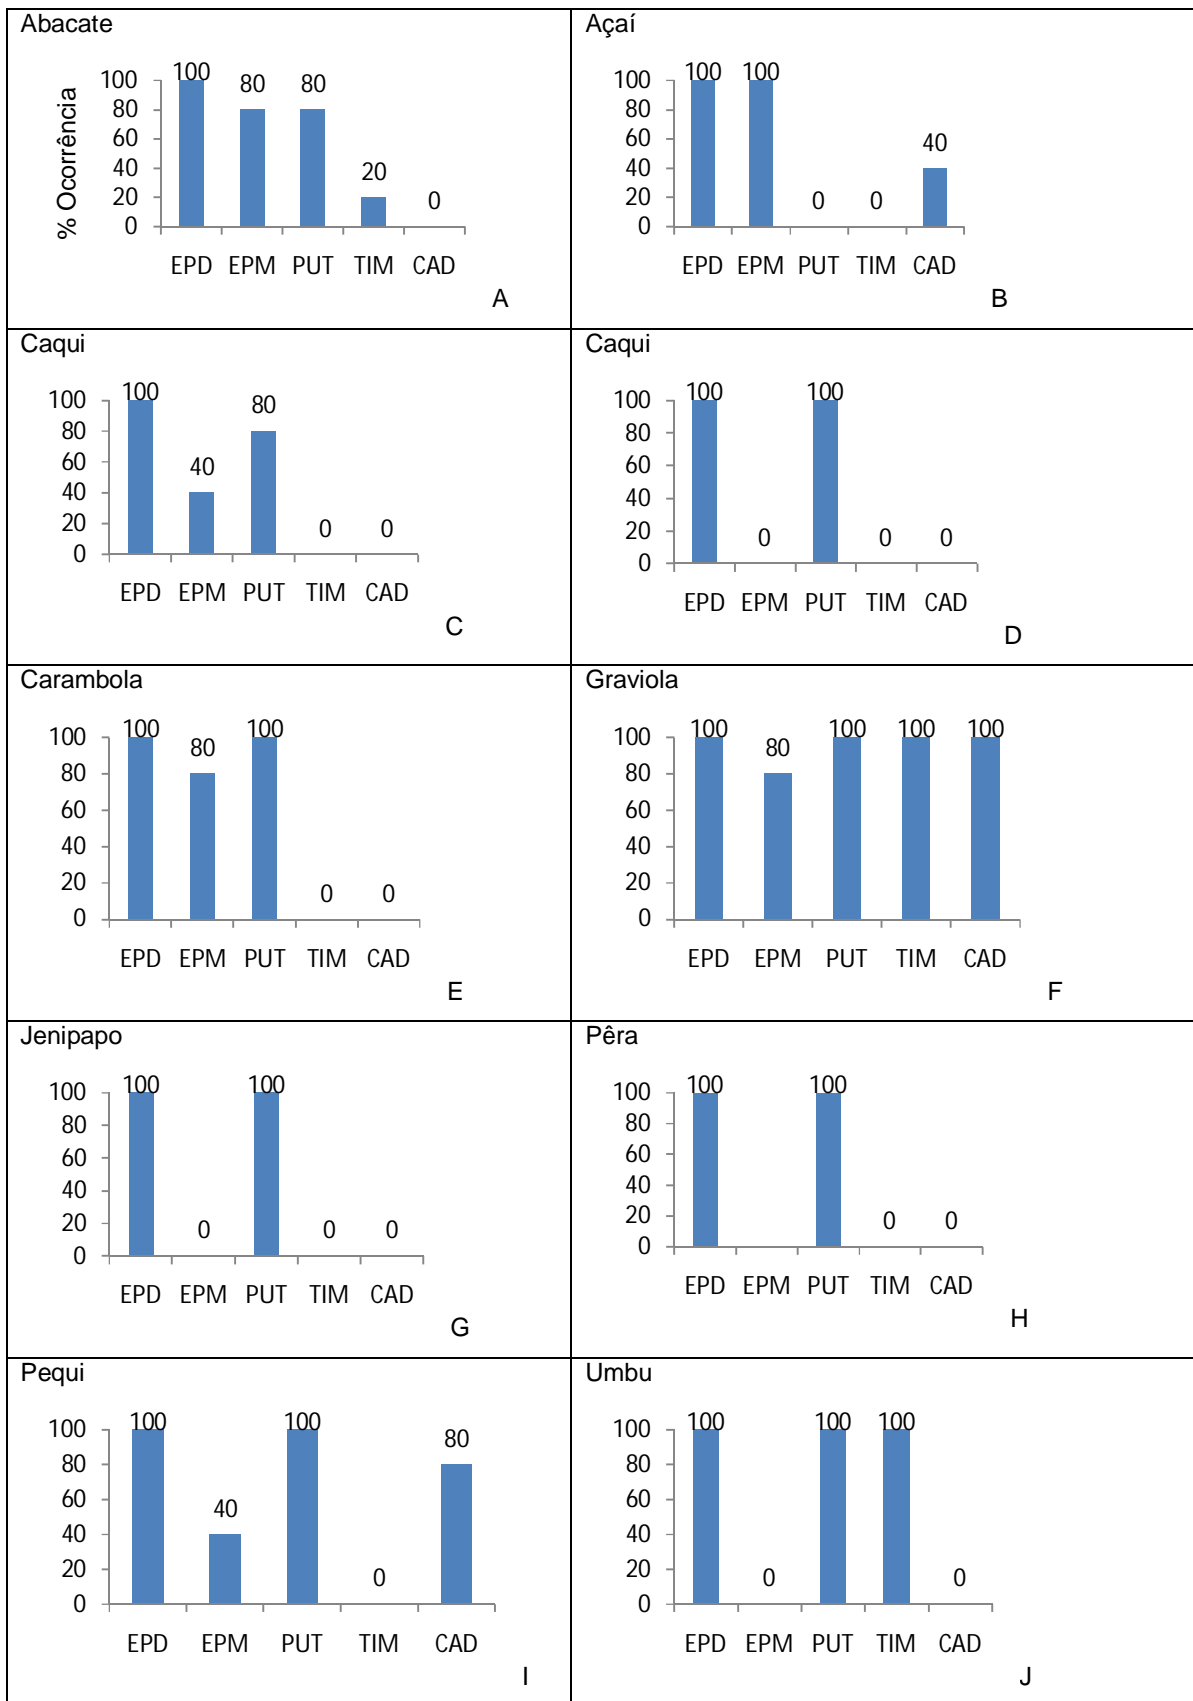 Abacate
% Ocorrência
100 80 80 20 0
100
80
60
40
20
0
EPD EPM PUT TIM CAD
A
Açaí
100 100 0 0 40
100
80
60
40
20
0
EPD EPM PUT TIM CAD
B
Caqui
100 40 80 0 0
100
80
60
40
20
0
EPD EPM PUT TIM CAD
C
Caqui
100 0 100 0 0
100
80
60
40
20
0
EPD EPM PUT TIM CAD
D
Carambola
100 80 100 0 0
100
80
60
40
20
0
EPD EPM PUT TIM CAD
E
Graviola
100 80 100 100 100
100
80
60
40
20
0
EPD EPM PUT TIM CAD
F
Jenipapo
100 0 100 0 0
100
80
60
40
20
0
EPD EPM PUT TIM CAD
G
Pêra
100 100 0 0
100
80
60
40
20
0
EPD EPM PUT TIM CAD
H
Pequi
100 40 100 0 80
100
80
60
40
20
0
EPD EPM PUT TIM CAD
I
Umbu
100 0 100 100 0
100
80
60
40
20
0
EPD EPM PUT TIM CAD
J